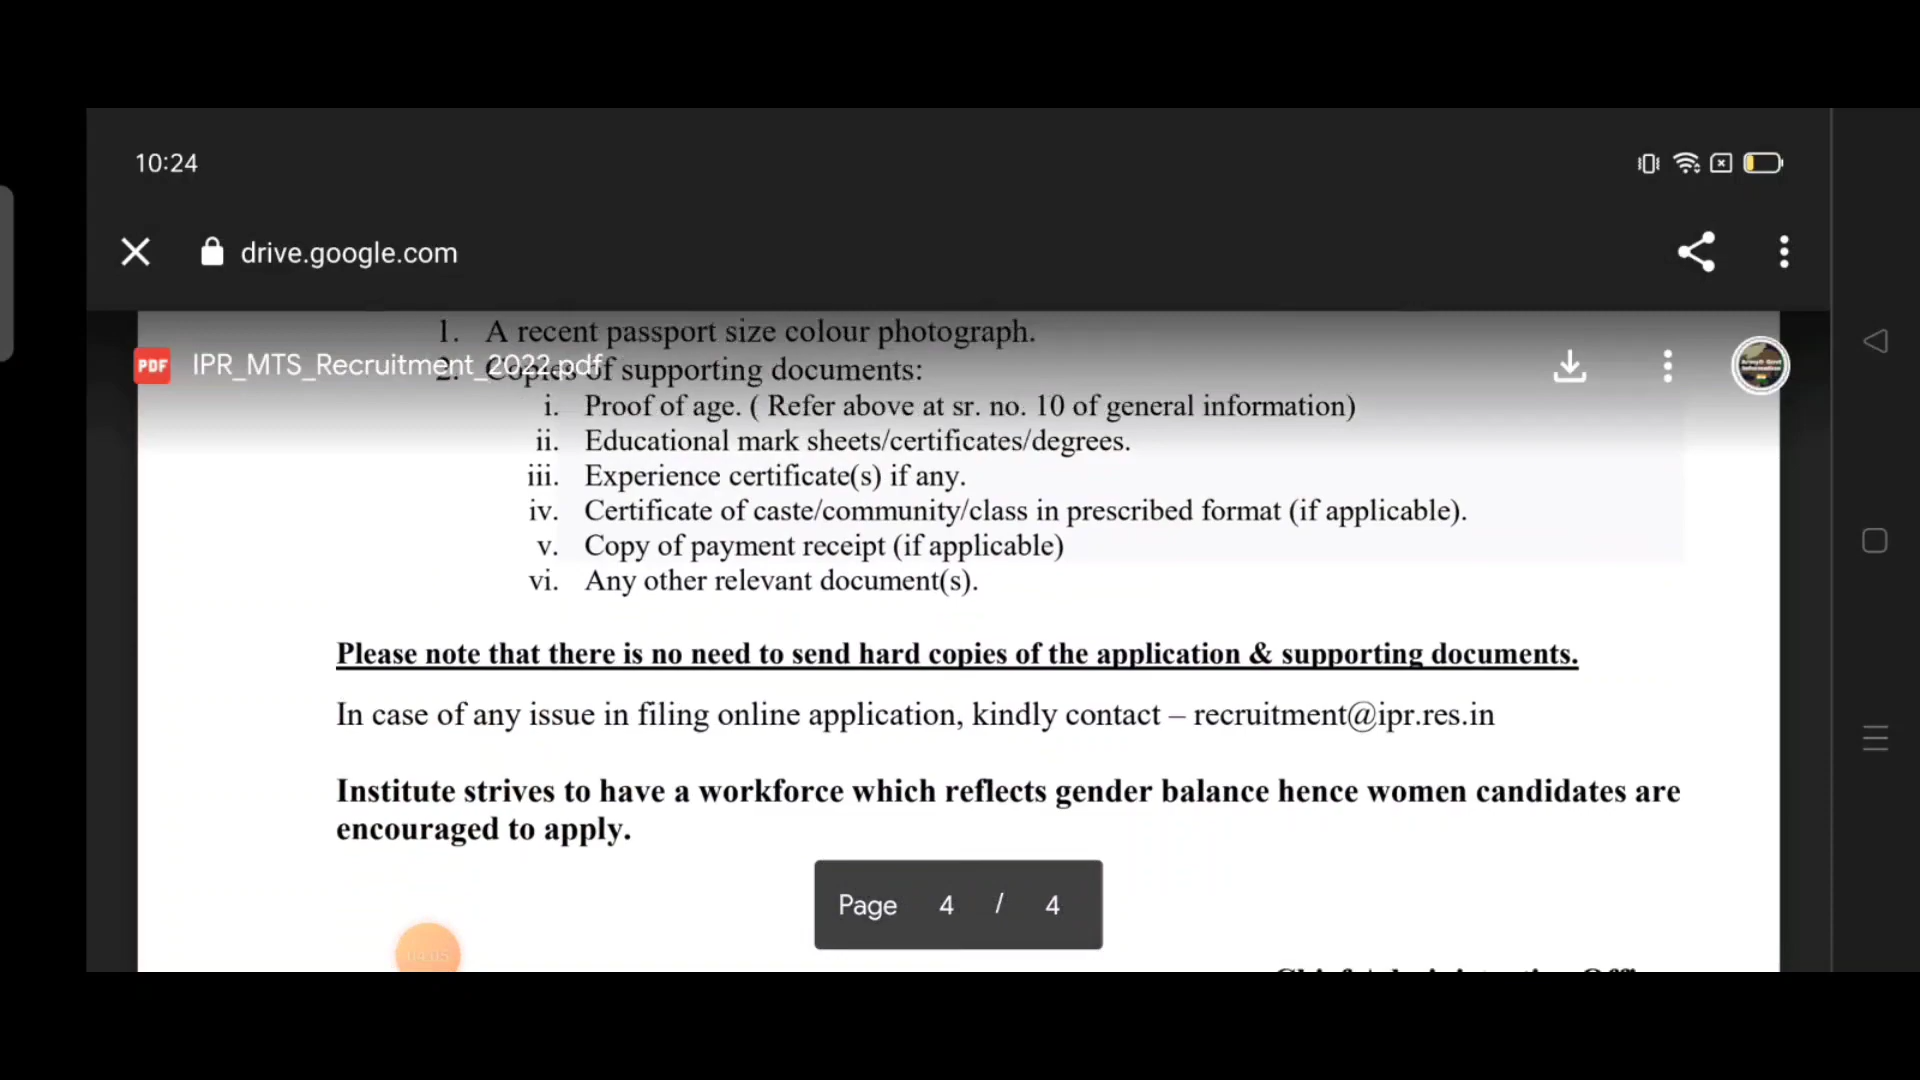 10:24
drive.google.com
1. A recent passport size colour photograph.
PDF IPR_MTS_Recruitment_2022.pdf
2. Copies of supporting documents:
i. Proof of age. ( Refer above at sr. no. 10 of general information)
ii. Educational mark sheets/certificates/degrees.
iii. Experience certificate(s) if any.
iv. Certificate of caste/community/class in prescribed format (if applicable).
v. Copy of payment receipt (if applicable)
vi. Any other relevant document(s).
Please note that there is no need to send hard copies of the application & supporting documents.
In case of any issue in filing online application, kindly contact – recruitment@ipr.res.in
Institute strives to have a workforce which reflects gender balance hence women candidates are
encouraged to apply.
Page 4 / 4